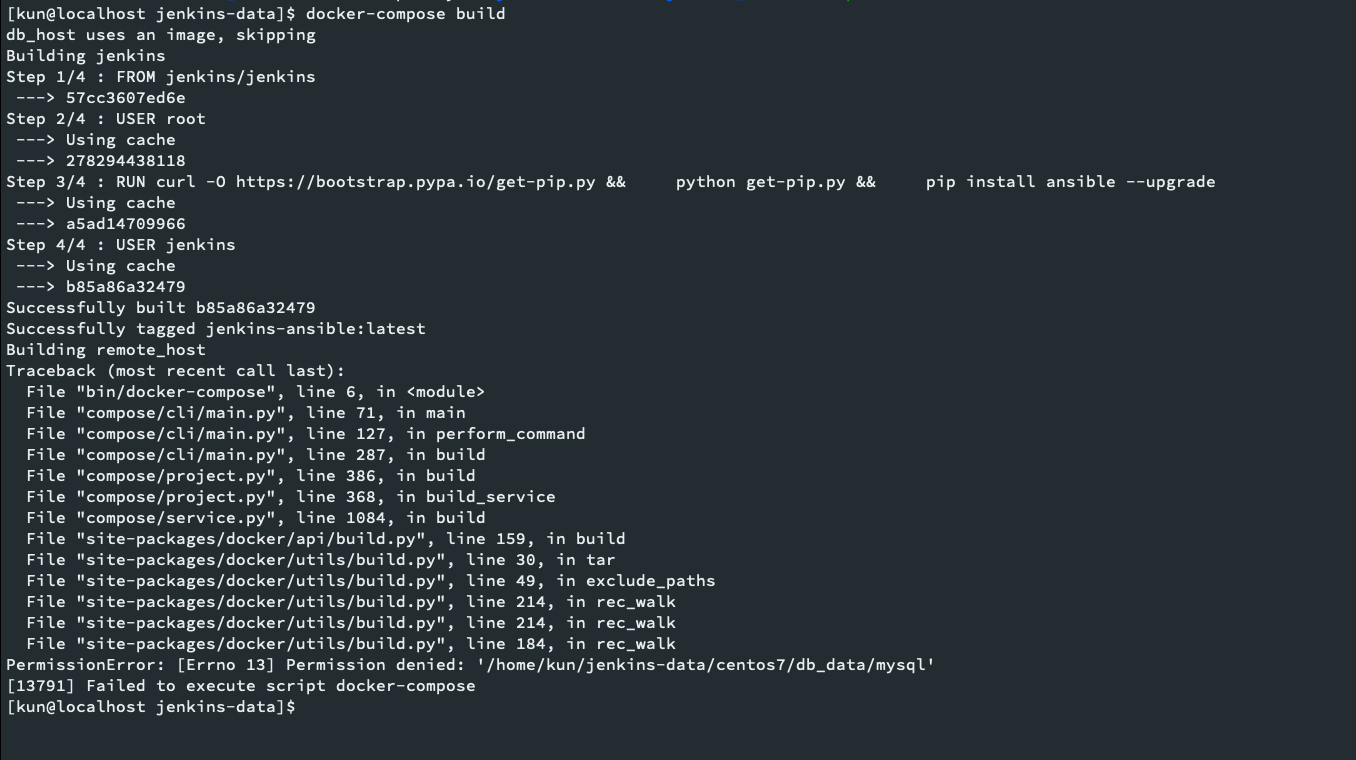 [kun@localhost jenkins-data]$ docker-compose build
db_host uses an image, skipping
Building jenkins
Step 1/4 : FROM jenkins/jenkins
 ---> 57cc3607ed6e
Step 2/4 : USER root
 ---> Using cache
 ---> 278294438118
Step 3/4 : RUN curl -O https://bootstrap.pypa.io/get-pip.py &&     python get-pip.py &&     pip install ansible --upgrade
 ---> Using cache
 ---> a5ad14709966
Step 4/4 : USER jenkins
 ---> Using cache
 ---> b85a86a32479
Successfully built b85a86a32479
Successfully tagged jenkins-ansible:latest
Building remote_host
Traceback (most recent call last):
  File "bin/docker-compose", line 6, in <module>
  File "compose/cli/main.py", line 71, in main
  File "compose/cli/main.py", line 127, in perform_command
  File "compose/cli/main.py", line 287, in build
  File "compose/project.py", line 386, in build
  File "compose/project.py", line 368, in build_service
  File "compose/service.py", line 1084, in build
  File "site-packages/docker/api/build.py", line 159, in build
  File "site-packages/docker/utils/build.py", line 30, in tar
  File "site-packages/docker/utils/build.py", line 49, in exclude_paths
  File "site-packages/docker/utils/build.py", line 214, in rec_walk
  File "site-packages/docker/utils/build.py", line 214, in rec_walk
  File "site-packages/docker/utils/build.py", line 184, in rec_walk
PermissionError: [Errno 13] Permission denied: '/home/kun/jenkins-data/centos7/db_data/mysql'
[13791] Failed to execute script docker-compose
[kun@localhost jenkins-data]$